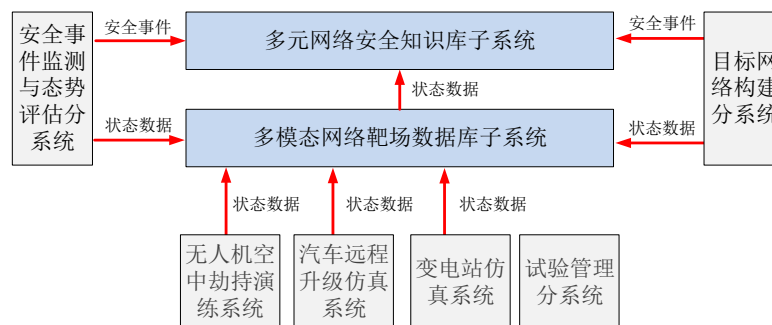 安全事
件监测
与态势
评估分
系统
安全事件
多元网络安全知识库子系统
安全事件
目标网
络构建
分系统
状态数据
状态数据
多模态网络靶场数据库子系统
状态数据
状态数据
状态数据
状态数据
无人机空
中劫持演
练系统
汽车远程
升级仿真
系统
变电站仿
真系统
试验管理
分系统